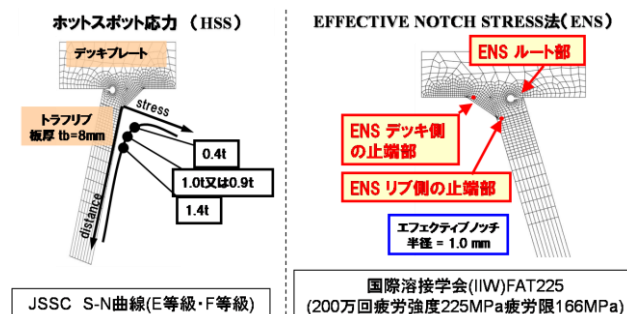 ホットスポット応力 (HSS)
デッキプレート
トラフリブ
板厚 tb=8mm
stress
distance
0.4t
1.0t又は0.9t
1.4t
JSSC S-N曲線(E等級・F等級)
EFFECTIVE NOTCH STRESS法(ENS)
ENS ルート部
ENS デッキ側
の止端部
ENS リブ側の止端部
エフェクティブノッチ
半径 = 1.0 mm
国際溶接学会(IIW)FAT225
(200万回疲労強度225MPa疲労限166MPa)